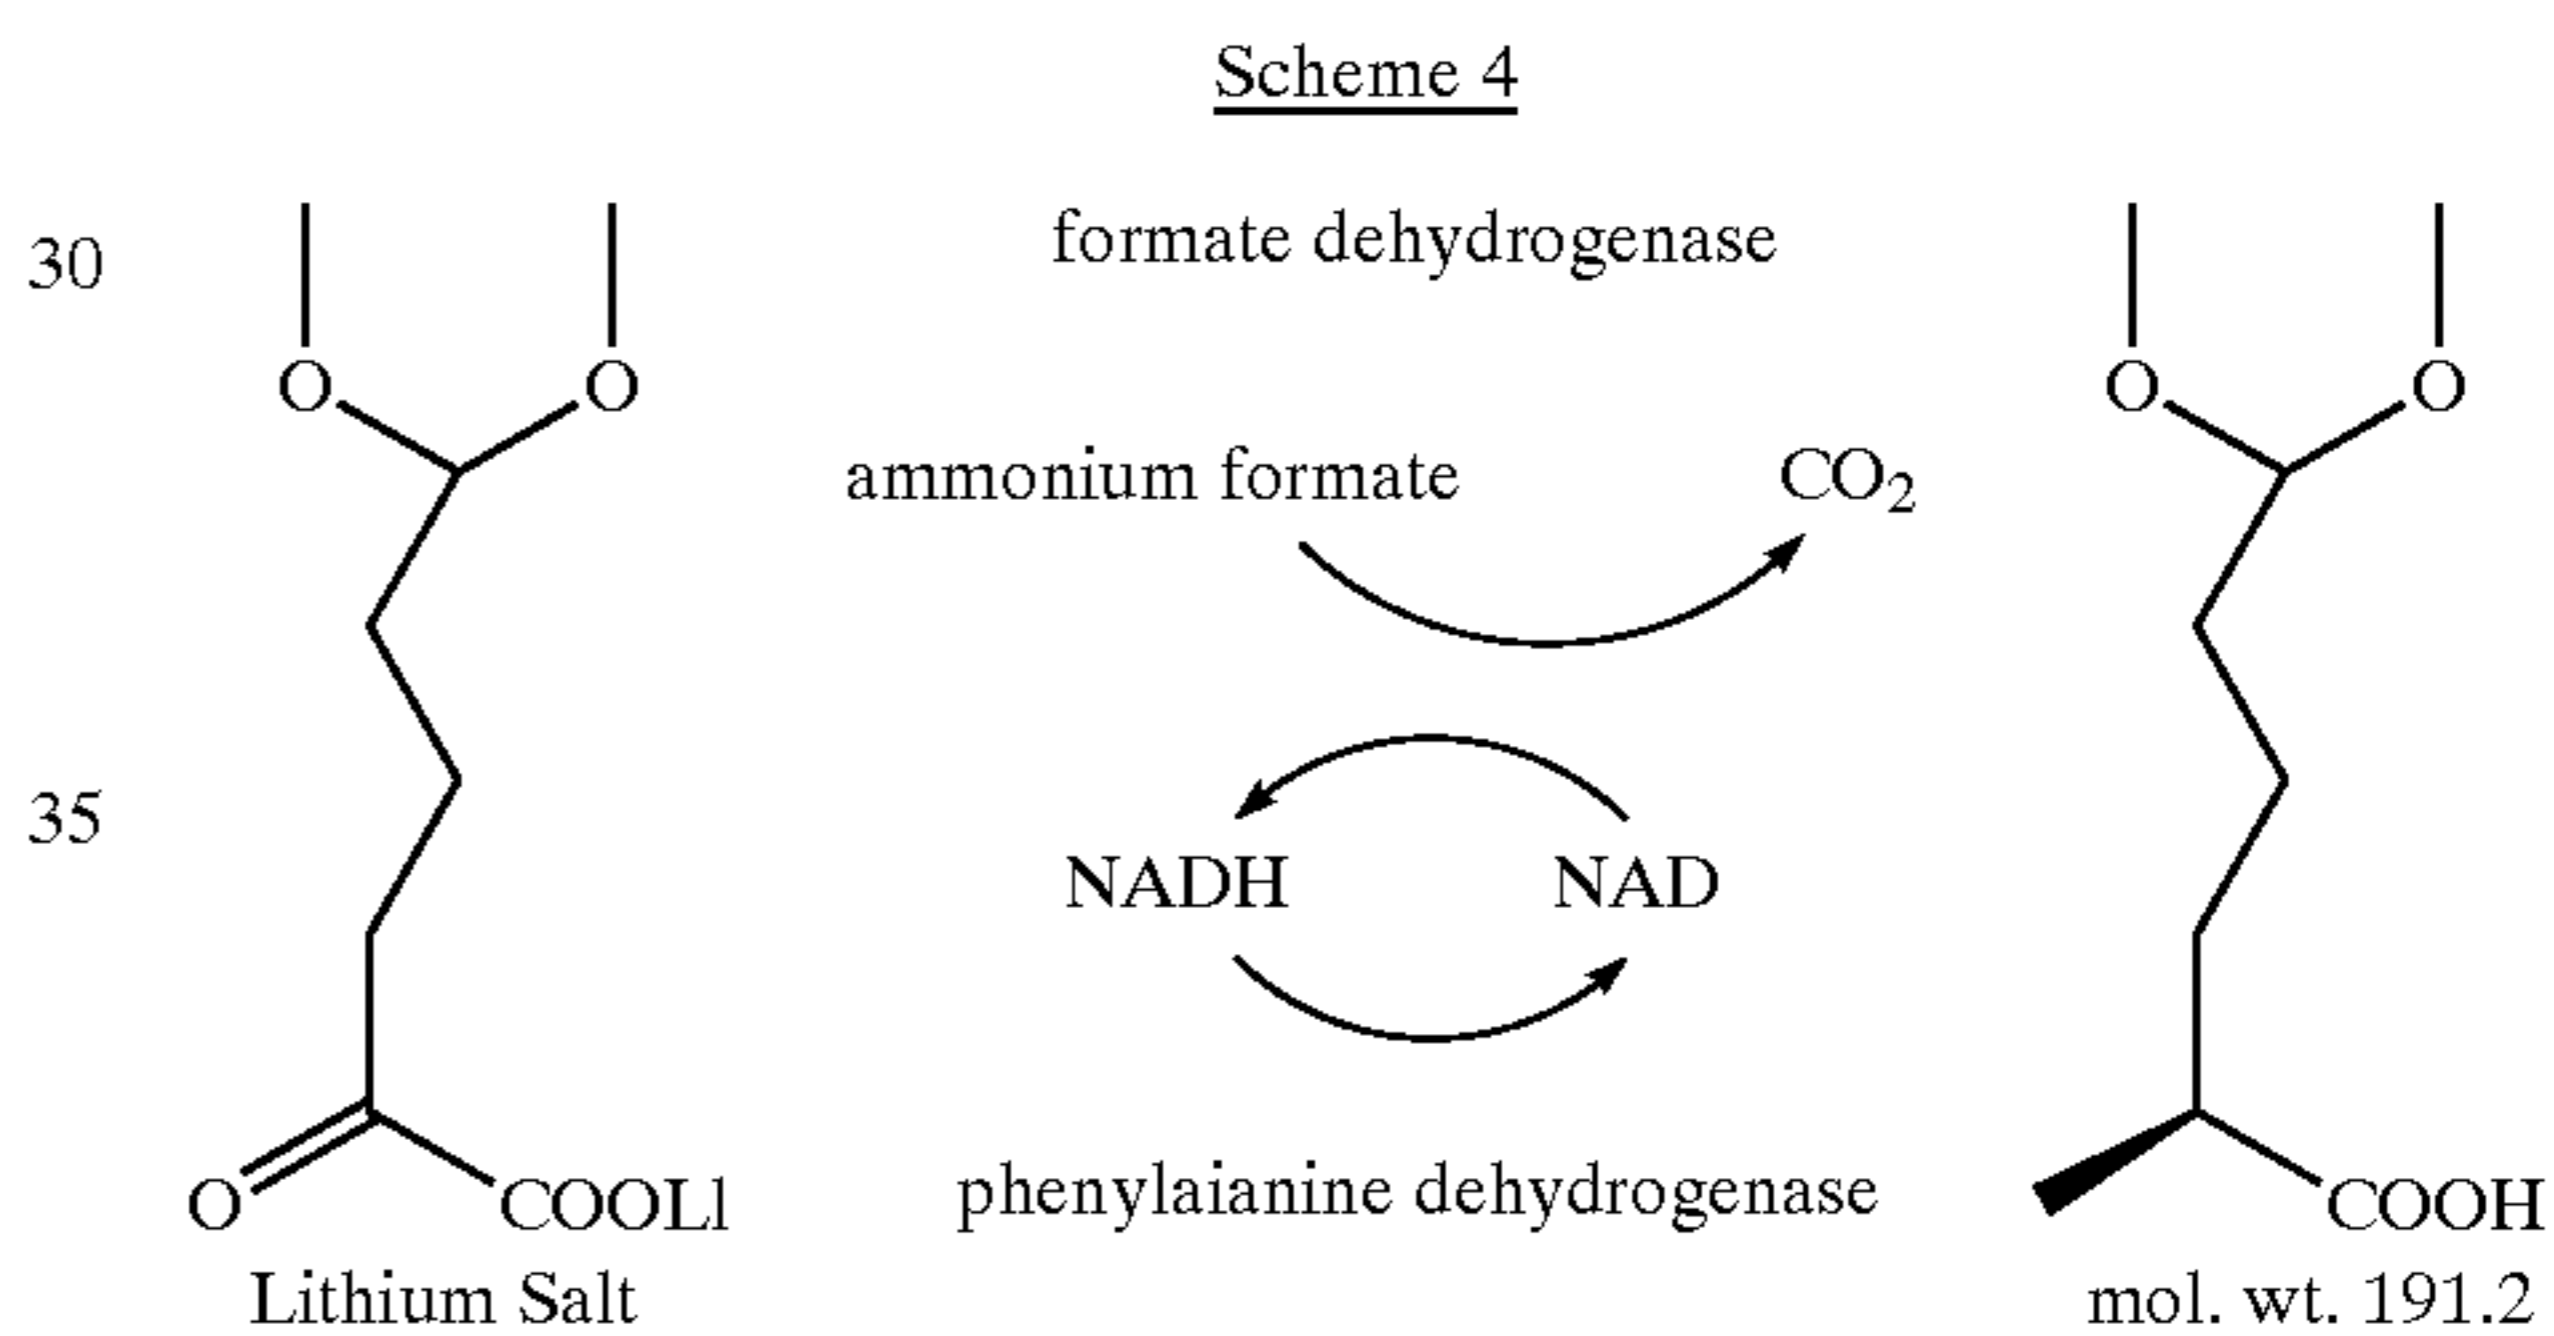 Scheme 4
30
formate dehydrogenase
O O
O O
ammonium formate CO2
35
NADH NAD
O COOLl
phenylaianine dehydrogenase
COOH
Lithium Salt
mol. wt. 191.2